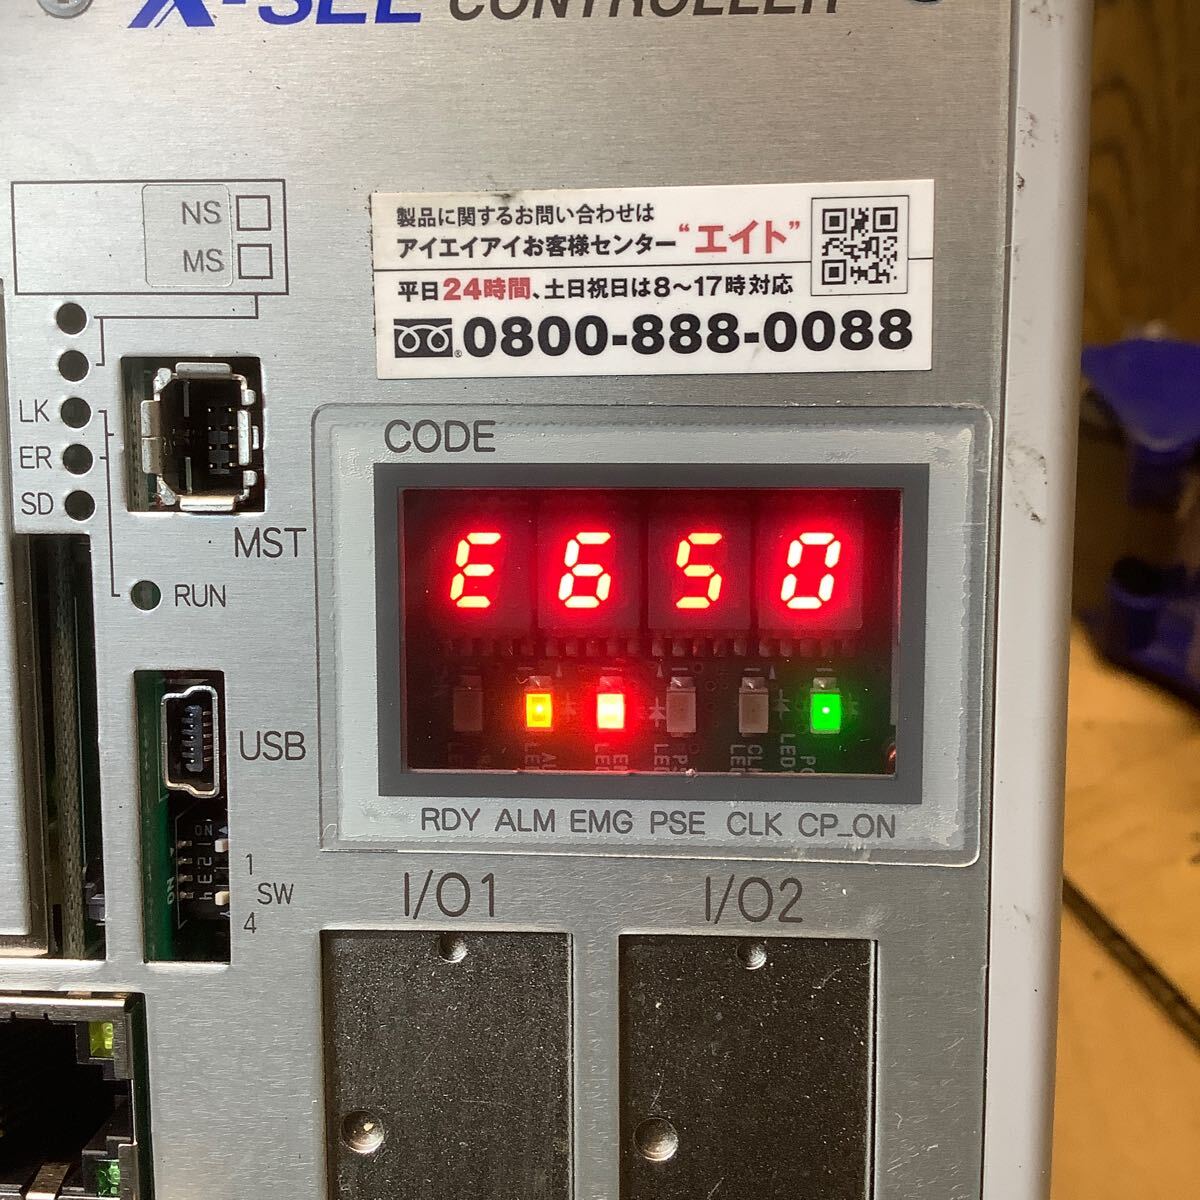 X-SEL CONTROLLER
NS
MS
製品に関するお問い合わせは
アイエイアイお客様センター“エイト”
平日24時間、土日祝日は8～17時対応
0800-888-0088
LK
ER
SD
MST
RUN
CODE
E650
USB
RDY ALM EMG PSE CLK CP_ON
1
SW
4
I/O1
I/O2